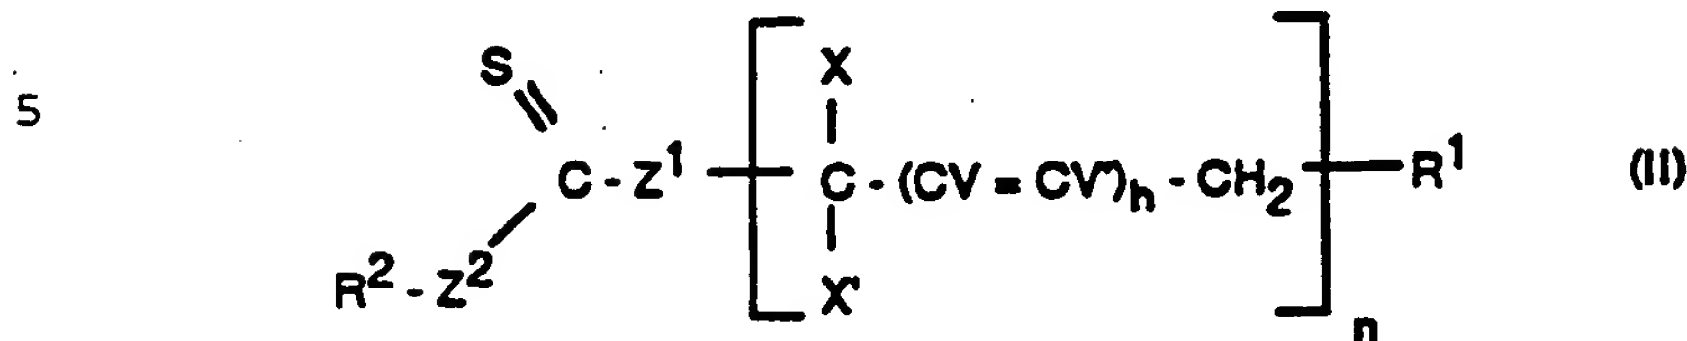 5
S
X
C - Z¹ C - (CV = CV')ₕ - CH₂ R¹ (II)
R² - Z²
X'
n